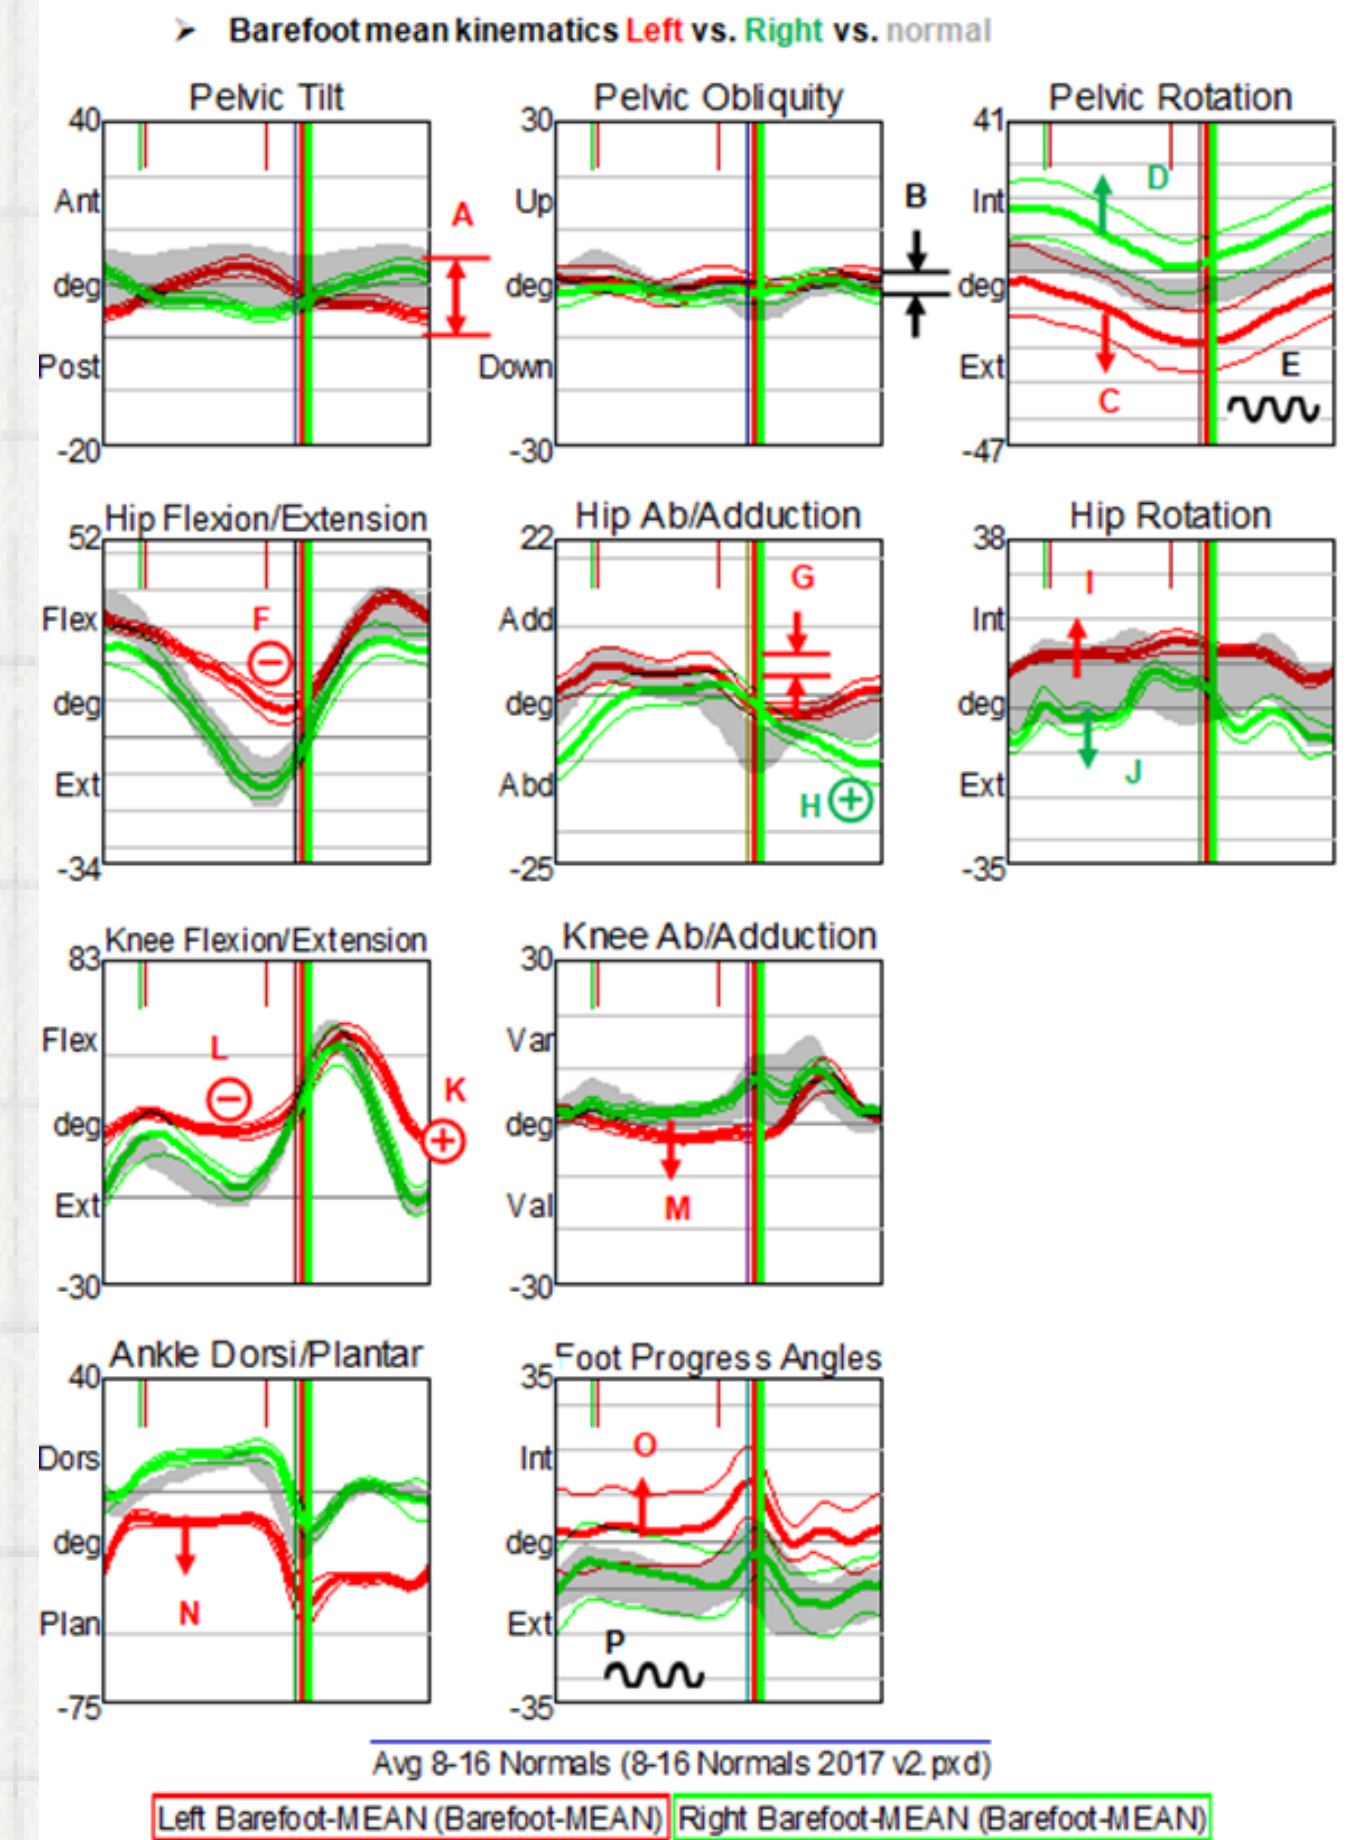 ➢ Barefoot mean kinematics Left vs. Right vs. normal
Pelvic Tilt
40
Ant
deg
Post
-20
A
Pelvic Obliquity
30
Up
deg
Down
-30
B
Pelvic Rotation
41
Int
deg
Ext
-47
D
C
E
Hip Flexion/Extension
52
Flex
deg
Ext
-34
F
Hip Ab/Adduction
22
Add
deg
Abd
-25
G
H
Hip Rotation
38
Int
deg
Ext
-35
I
J
Knee Flexion/Extension
83
Flex
deg
Ext
-30
L
K
Knee Ab/Adduction
30
Var
deg
Val
-30
M
Ankle Dorsi/Plantar
40
Dors
deg
Plan
-75
N
Foot Progress Angles
35
Int
deg
Ext
-35
O
P
Avg 8-16 Normals (8-16 Normals 2017 v2.pxd)
Left Barefoot-MEAN (Barefoot-MEAN) Right Barefoot-MEAN (Barefoot-MEAN)